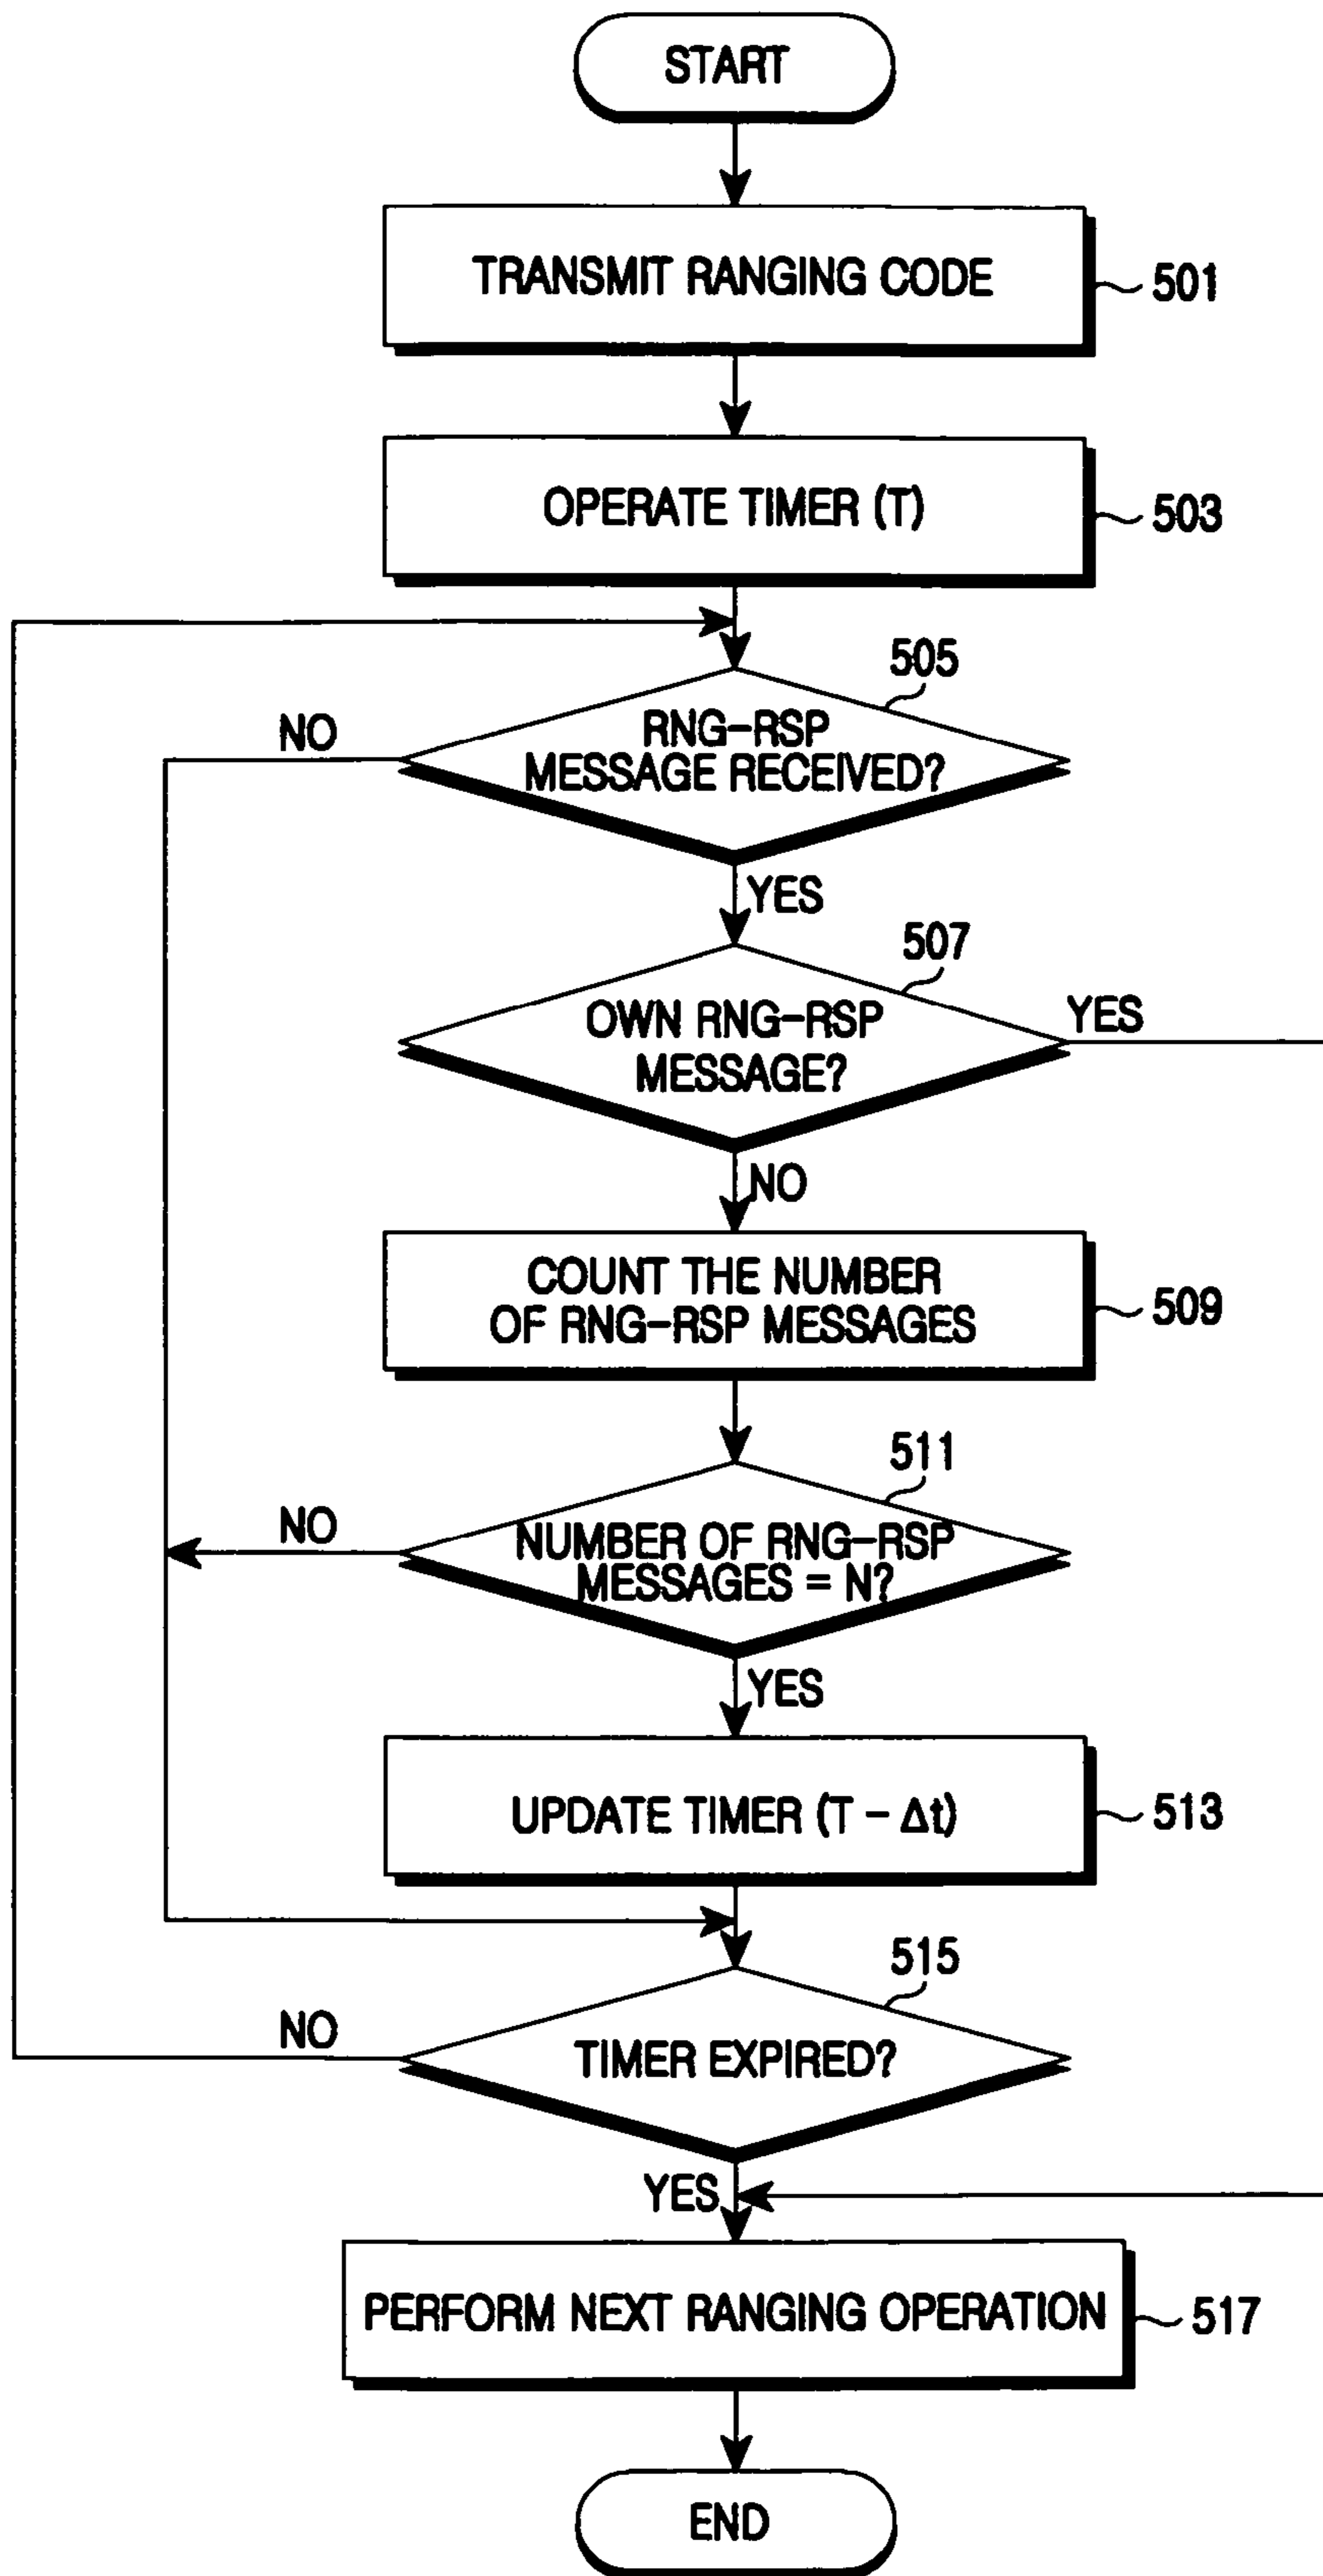 START
TRANSMIT RANGING CODE
501
OPERATE TIMER (T)
503
505
NO
RNG-RSP
MESSAGE RECEIVED?
YES
507
OWN RNG-RSP
MESSAGE?
YES
NO
COUNT THE NUMBER
OF RNG-RSP MESSAGES
509
511
NO
NUMBER OF RNG-RSP
MESSAGES = N?
YES
UPDATE TIMER (T - Δt)
513
515
NO
TIMER EXPIRED?
YES
PERFORM NEXT RANGING OPERATION
517
END